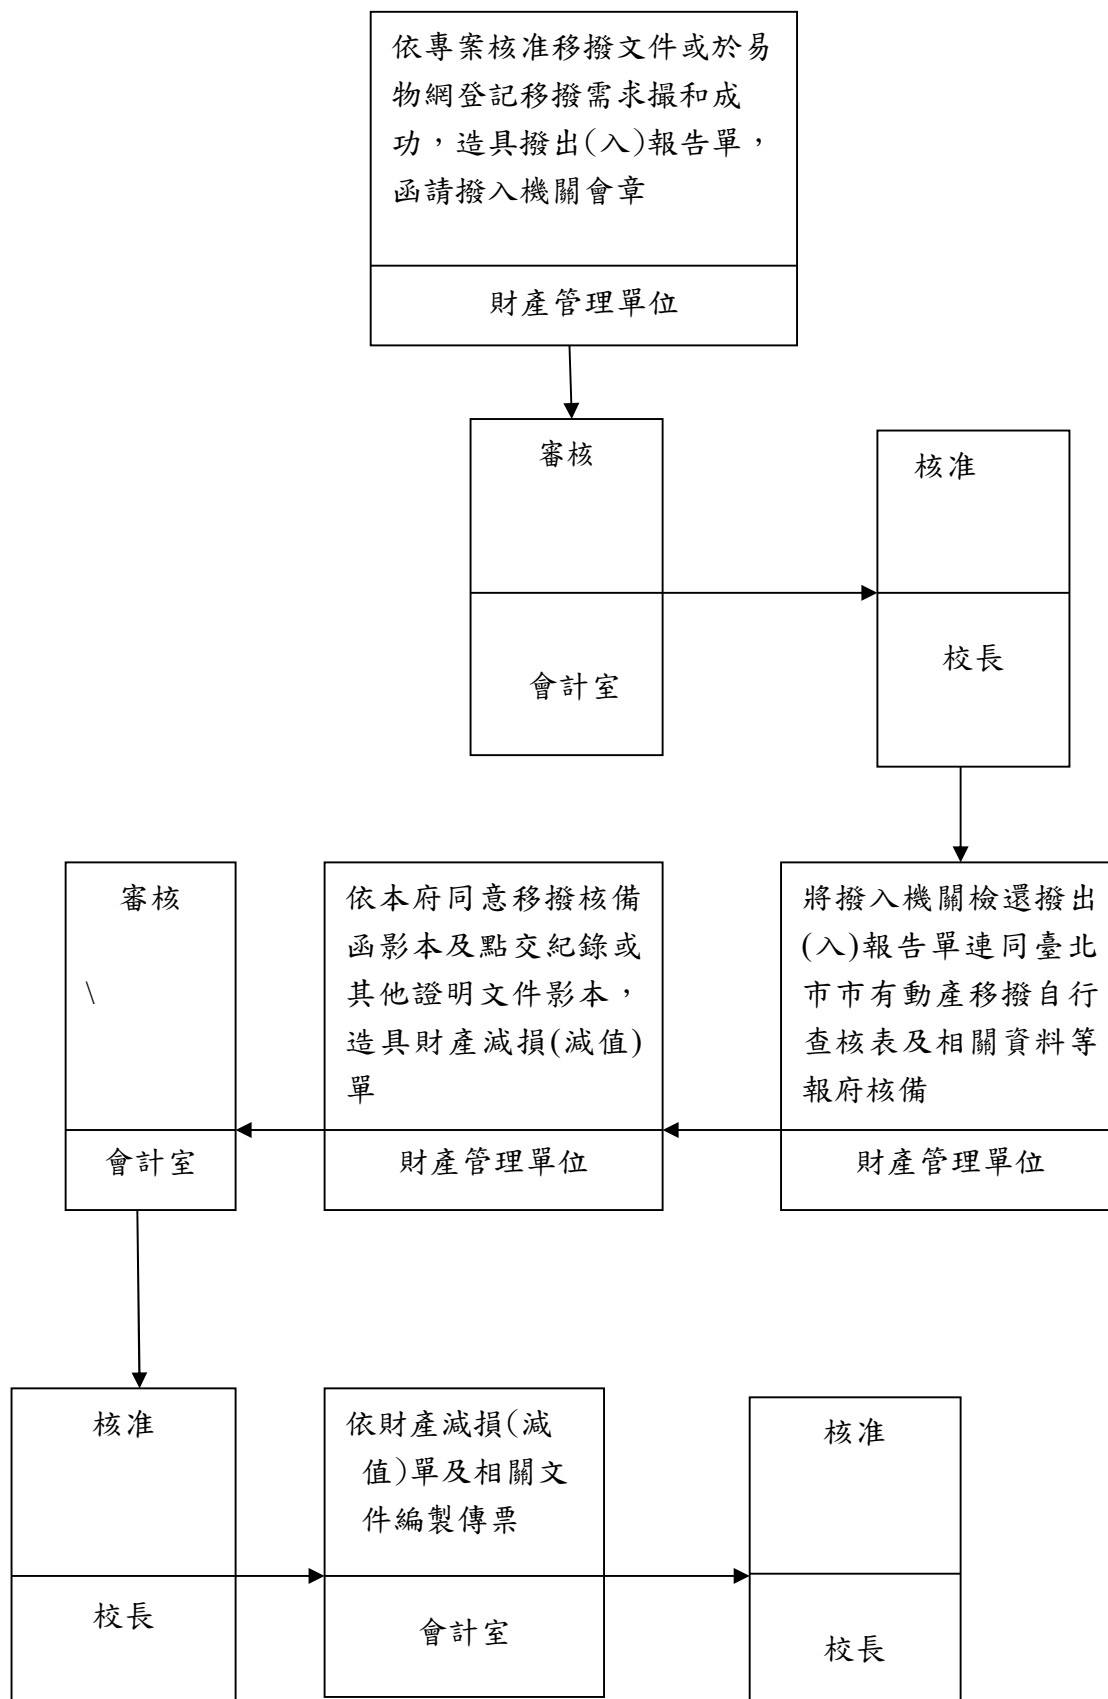 依專案核准移撥文件或於易
物網登記移撥需求撮和成
功，造具撥出(入)報告單，
函請撥入機關會章
財產管理單位
審核
會計室
核准
校長
將撥入機關檢還撥出
(入)報告單連同臺北
市市有動產移撥自行
查核表及相關資料等
報府核備
財產管理單位
依本府同意移撥核備
函影本及點交紀錄或
其他證明文件影本，
造具財產減損(減值)
單
財產管理單位
審核
\
會計室
核准
校長
依財產減損(減
值)單及相關文
件編製傳票
會計室
核准
校長